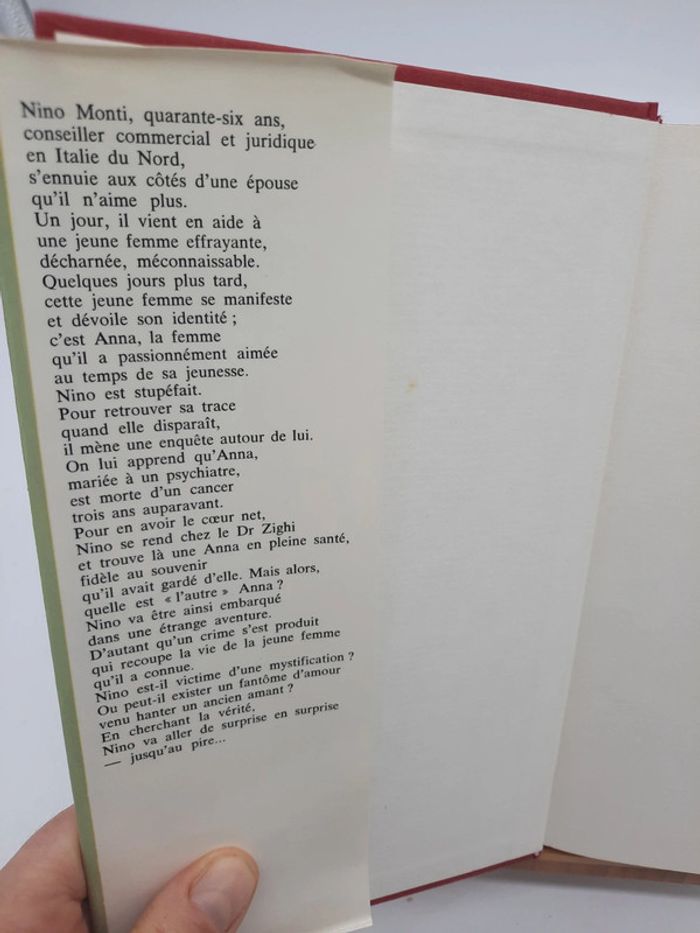 Nino Monti, quarante-six ans,
conseiller commercial et juridique
en Italie du Nord,
s'ennuie aux côtés d'une épouse
qu'il n'aime plus.
Un jour, il vient en aide à
une jeune femme effrayante,
décharnée, méconnaissable.
Quelques jours plus tard,
cette jeune femme se manifeste
et dévoile son identité ;
c'est Anna, la femme
qu'il a passionnément aimée
au temps de sa jeunesse.
Nino est stupéfait.
Pour retrouver sa trace
quand elle disparaît,
il mène une enquête autour de lui.
On lui apprend qu'Anna,
mariée à un psychiatre,
est morte d'un cancer
trois ans auparavant.
Pour en avoir le cœur net,
Nino se rend chez le Dr Zighi
et trouve là une Anna en pleine santé,
fidèle au souvenir
qu'il avait gardé d'elle. Mais alors,
quelle est « l'autre » Anna ?
Nino va être ainsi embarqué
dans une étrange aventure.
D'autant qu'un crime s'est produit
qui recoupe la vie de la jeune femme
qu'il a connue.
Nino est-il victime d'une mystification ?
Ou peut-il exister un fantôme d'amour
venu hanter un ancien amant ?
En cherchant la vérité,
Nino va aller de surprise en surprise
— jusqu'au pire...